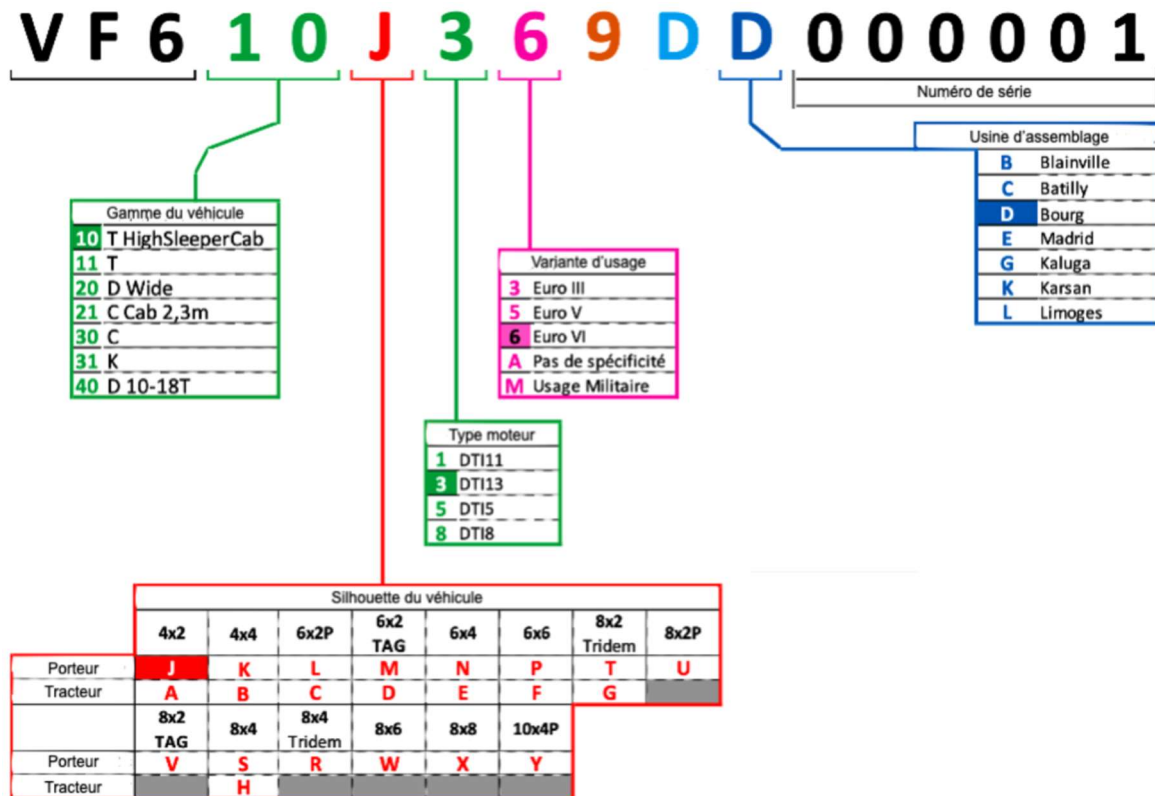 V F 6 1 0 J 3 6 9 D D 0 0 0 0 0 1
Numéro de série
Usine d'assemblage
B Blainville
C Batilly
D Bourg
E Madrid
G Kaluga
K Karsan
L Limoges
Gamme du véhicule
10 T HighSleeperCab
11 T
20 D Wide
21 C Cab 2,3m
30 C
31 K
40 D 10-18T
Variante d'usage
3 Euro III
5 Euro V
6 Euro VI
A Pas de spécificité
M Usage Militaire
Type moteur
1 DTI11
3 DTI13
5 DTI5
8 DTI8
Silhouette du véhicule
4x2 4x4 6x2P 6x2 TAG 6x4 6x6 8x2 Tridem 8x2P
Porteur J K L M N P T U
Tracteur A B C D E F G
8x2 TAG 8x4 8x4 Tridem 8x6 8x8 10x4P
Porteur V S R W X Y
Tracteur H